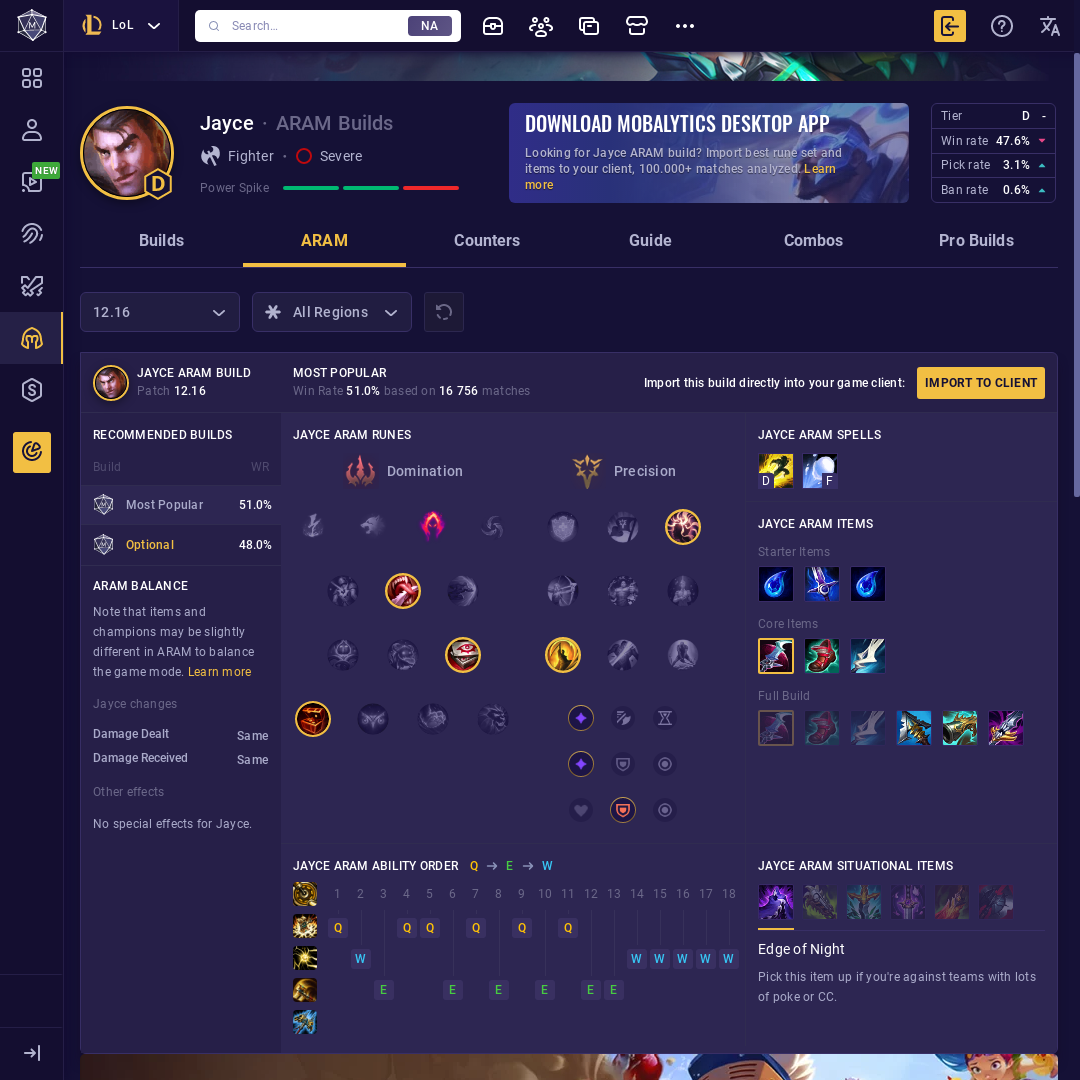 LoL
Search...
NA
NEW
D
Jayce · ARAM Builds
Fighter · Severe
Power Spike
DOWNLOAD MOBALYTICS DESKTOP APP
Looking for Jayce ARAM build? Import best rune set and
items to your client, 100.000+ matches analyzed. Learn
more
Tier D -
Win rate 47.6%
Pick rate 3.1%
Ban rate 0.6%
Builds
ARAM
Counters
Guide
Combos
Pro Builds
12.16
All Regions
JAYCE ARAM BUILD
Patch 12.16
MOST POPULAR
Win Rate 51.0% based on 16 756 matches
Import this build directly into your game client:
IMPORT TO CLIENT
RECOMMENDED BUILDS
Build WR
Most Popular 51.0%
Optional 48.0%
ARAM BALANCE
Note that items and
champions may be slightly
different in ARAM to balance
the game mode. Learn more
Jayce changes
Damage Dealt Same
Damage Received Same
Other effects
No special effects for Jayce.
JAYCE ARAM RUNES
Domination
Precision
JAYCE ARAM SPELLS
D F
JAYCE ARAM ITEMS
Starter Items
Core Items
Full Build
JAYCE ARAM ABILITY ORDER Q E W
1 2 3 4 5 6 7 8 9 10 11 12 13 14 15 16 17 18
Q Q Q Q Q Q
W W W W W W
E E E E E E
JAYCE ARAM SITUATIONAL ITEMS
Edge of Night
Pick this item up if you're against teams with lots
of poke or CC.